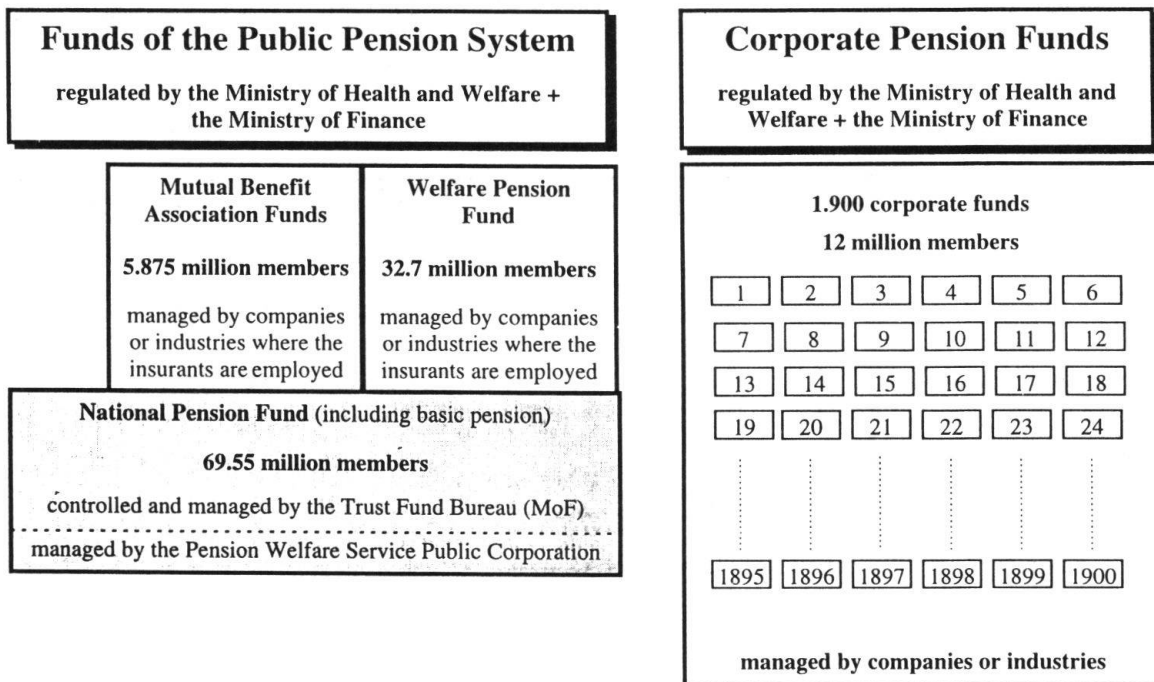 Funds of the Public Pension System
regulated by the Ministry of Health and Welfare +
the Ministry of Finance
Mutual Benefit
Association Funds
5.875 million members
managed by companies
or industries where the
insurants are employed
Welfare Pension
Fund
32.7 million members
managed by companies
or industries where the
insurants are employed
National Pension Fund (including basic pension)
69.55 million members
controlled and managed by the Trust Fund Bureau (MoF)
managed by the Pension Welfare Service Public Corporation
Corporate Pension Funds
regulated by the Ministry of Health and
Welfare + the Ministry of Finance
1.900 corporate funds
12 million members
1 2 3 4 5 6
7 8 9 10 11 12
13 14 15 16 17 18
19 20 21 22 23 24
1895 1896 1897 1898 1899 1900
managed by companies or industries